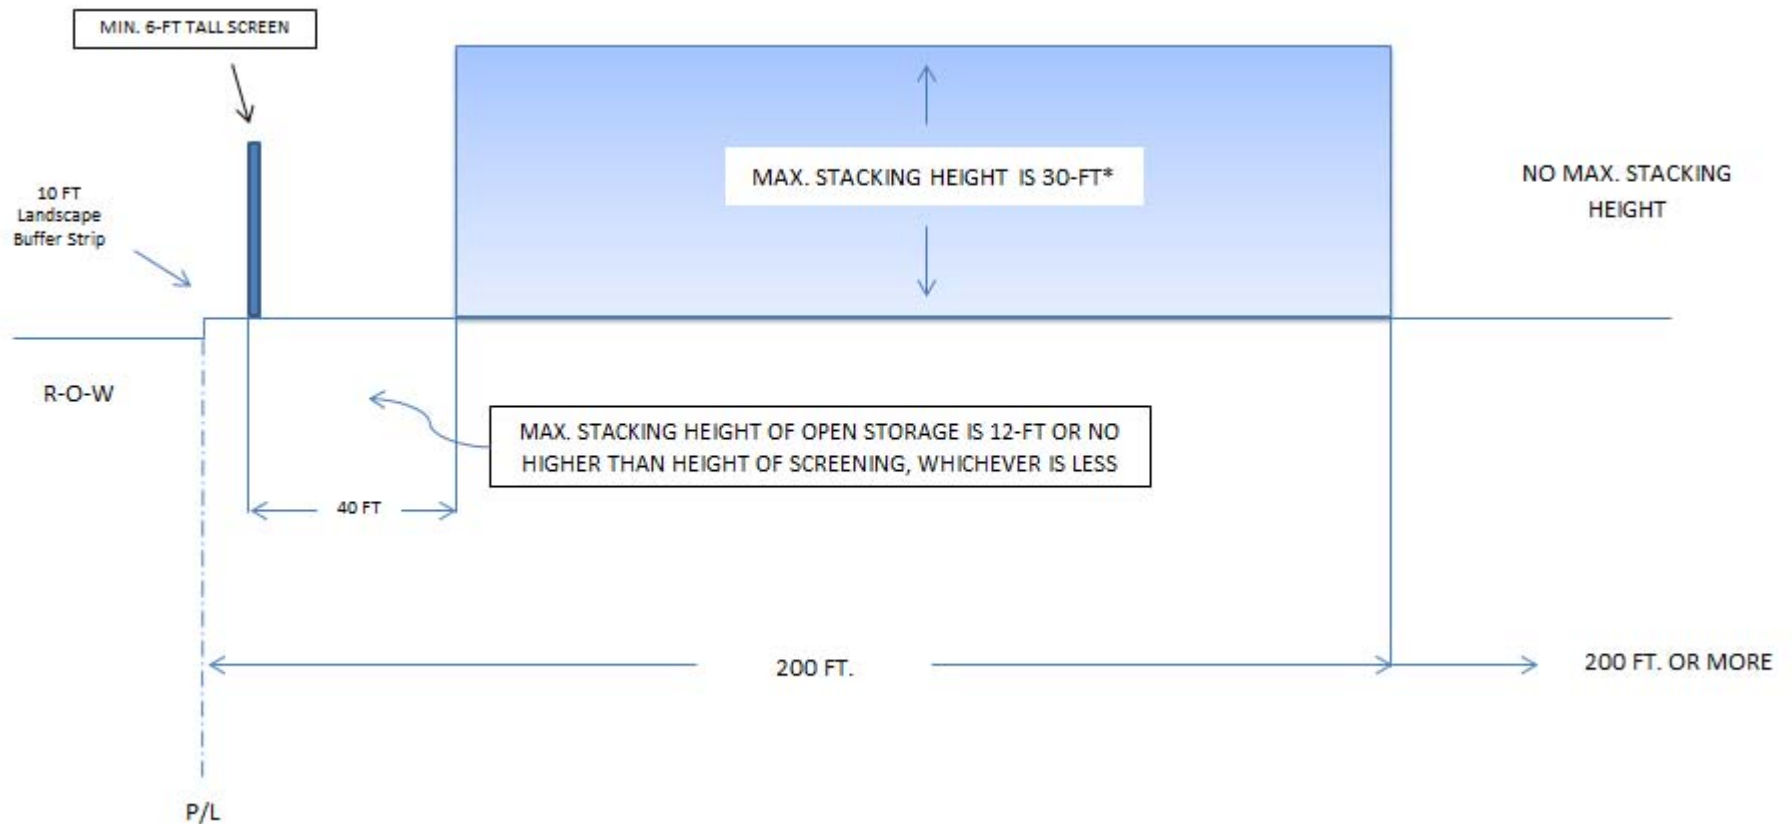 MIN. 6-FT TALL SCREEN
10 FT
Landscape
Buffer Strip
MAX. STACKING HEIGHT IS 30-FT*
NO MAX. STACKING
HEIGHT
R-O-W
MAX. STACKING HEIGHT OF OPEN STORAGE IS 12-FT OR NO
HIGHER THAN HEIGHT OF SCREENING, WHICHEVER IS LESS
40 FT
200 FT.
200 FT. OR MORE
P/L